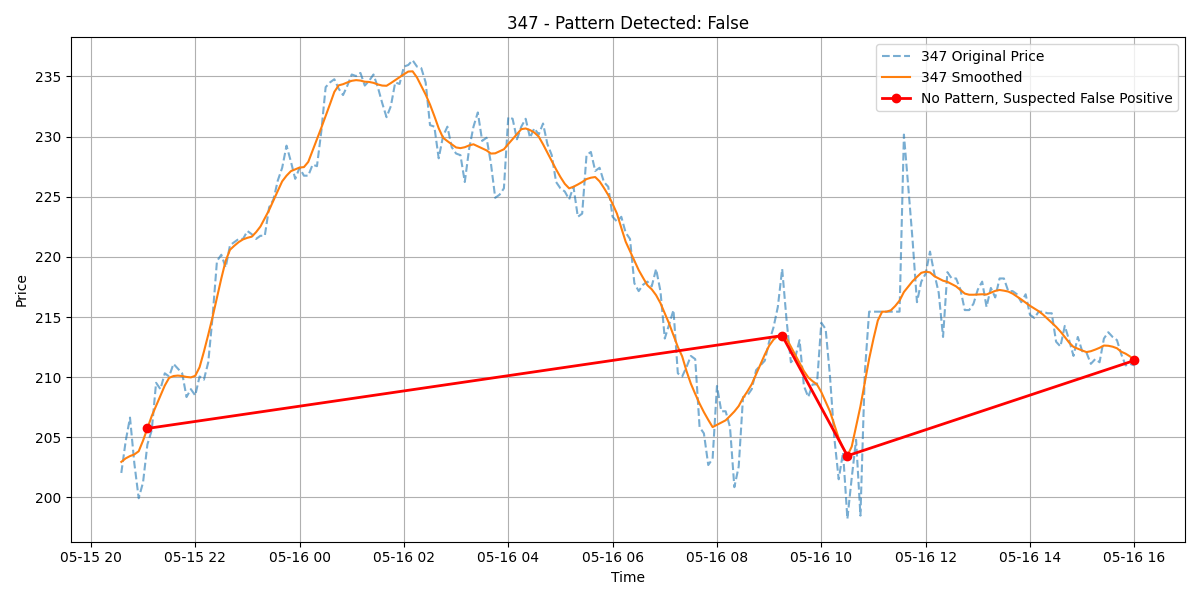 347 - Pattern Detected: False
347 Original Price
347 Smoothed
No Pattern, Suspected False Positive
Price
235
230
225
220
215
210
205
200
05-15 20 05-15 22 05-16 00 05-16 02 05-16 04 05-16 06 05-16 08 05-16 10 05-16 12 05-16 14 05-16 16
Time